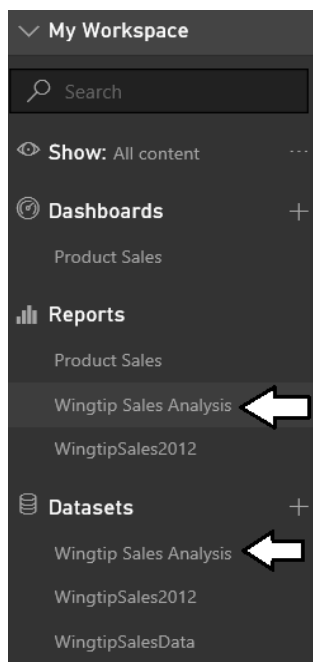 My Workspace
Search
Show: All content
Dashboards
Product Sales
Reports
Product Sales
Wingtip Sales Analysis
WingtipSales2012
Datasets
Wingtip Sales Analysis
WingtipSales2012
WingtipSalesData